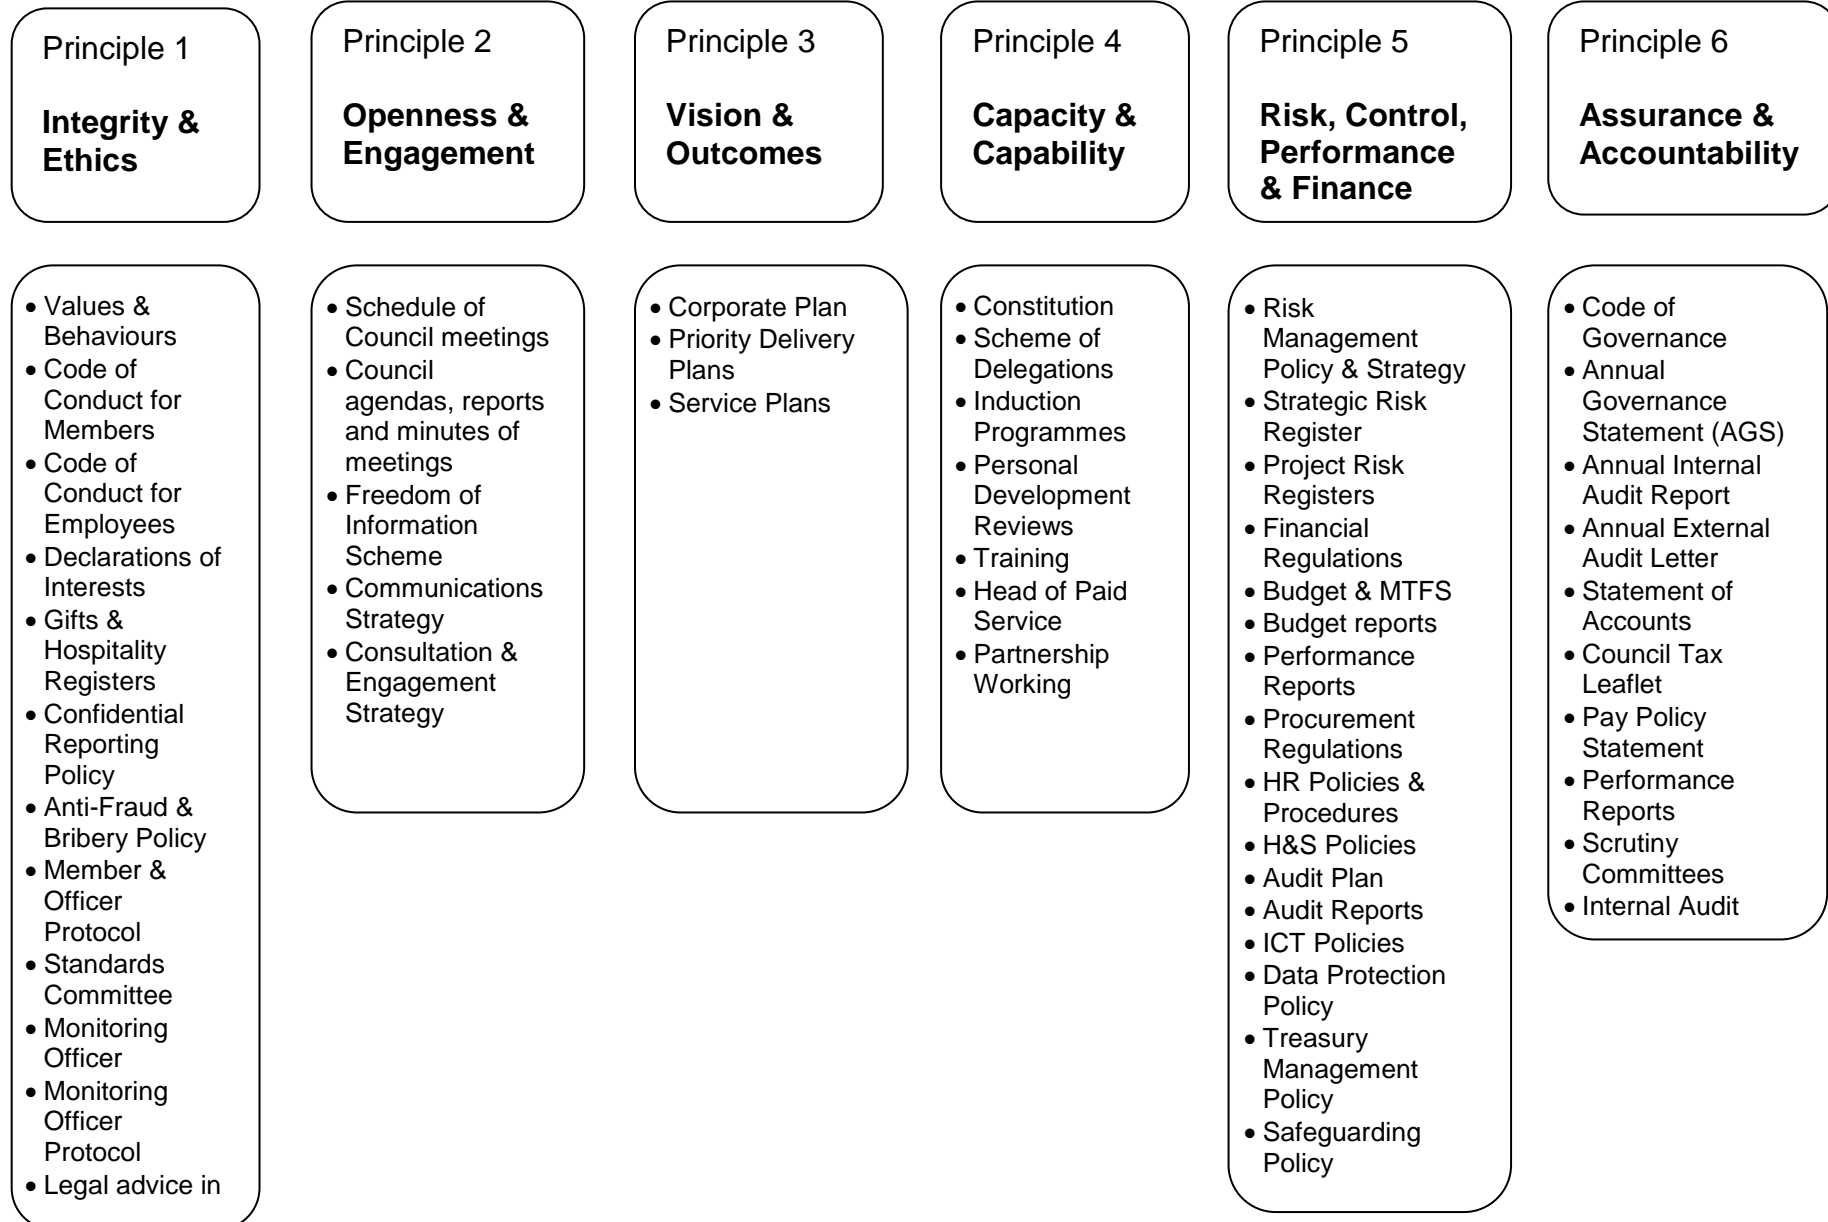 Principle 1
Integrity &
Ethics
Principle 2
Openness &
Engagement
Principle 3
Vision &
Outcomes
Principle 4
Capacity &
Capability
Principle 5
Risk, Control,
Performance
& Finance
Principle 6
Assurance &
Accountability
• Values &
Behaviours
• Code of
Conduct for
Members
• Code of
Conduct for
Employees
• Declarations of
Interests
• Gifts &
Hospitality
Registers
• Confidential
Reporting
Policy
• Anti-Fraud &
Bribery Policy
• Member &
Officer
Protocol
• Standards
Committee
• Monitoring
Officer
• Monitoring
Officer
Protocol
• Legal advice in
• Schedule of
Council meetings
• Council
agendas, reports
and minutes of
meetings
• Freedom of
Information
Scheme
• Communications
Strategy
• Consultation &
Engagement
Strategy
• Corporate Plan
• Priority Delivery
Plans
• Service Plans
• Constitution
• Scheme of
Delegations
• Induction
Programmes
• Personal
Development
Reviews
• Training
• Head of Paid
Service
• Partnership
Working
• Risk
Management
Policy & Strategy
• Strategic Risk
Register
• Project Risk
Registers
• Financial
Regulations
• Budget & MTFS
• Budget reports
• Performance
Reports
• Procurement
Regulations
• HR Policies &
Procedures
• H&S Policies
• Audit Plan
• Audit Reports
• ICT Policies
• Data Protection
Policy
• Treasury
Management
Policy
• Safeguarding
Policy
• Code of
Governance
• Annual
Governance
Statement (AGS)
• Annual Internal
Audit Report
• Annual External
Audit Letter
• Statement of
Accounts
• Council Tax
Leaflet
• Pay Policy
Statement
• Performance
Reports
• Scrutiny
Committees
• Internal Audit